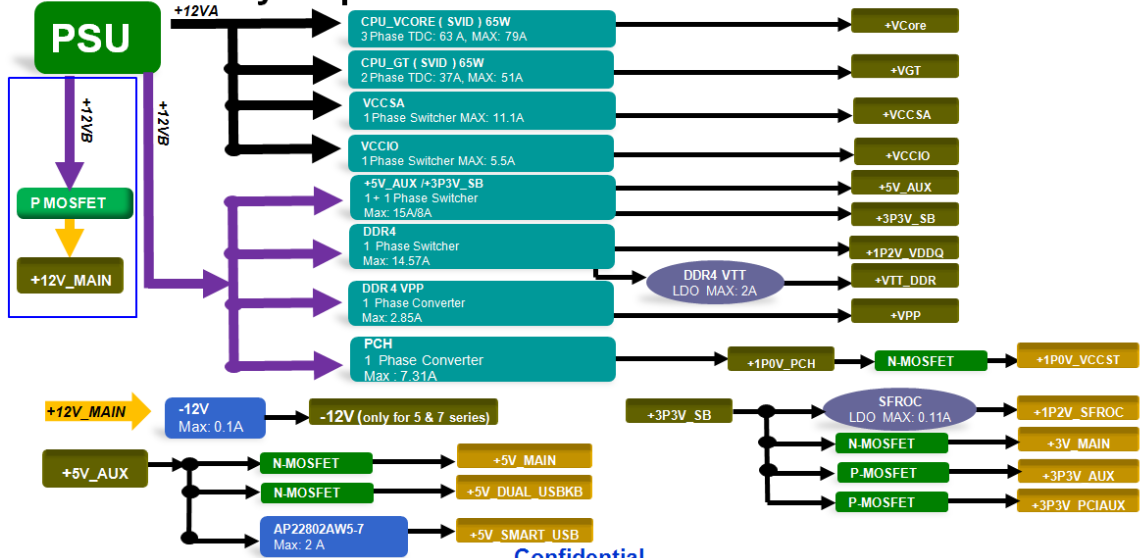 +12VA
PSU
+12VB
+12VB
P MOSFET
+12V_MAIN
CPU_VCORE ( SVID ) 65W
3 Phase TDC: 63 A, MAX: 79A
+VCore
CPU_GT ( SVID ) 65W
2 Phase TDC: 37A, MAX: 51A
+VGT
VCCSA
1 Phase Switcher MAX: 11.1A
+VCCSA
VCCIO
1 Phase Switcher MAX: 5.5A
+VCCIO
+5V_AUX /+3P3V_SB
1 + 1 Phase Switcher
Max: 15A/8A
+5V_AUX
+3P3V_SB
DDR4
1 Phase Switcher
Max: 14.57A
+1P2V_VDDQ
DDR4 VTT
LDO MAX: 2A
+VTT_DDR
DDR4 VPP
1 Phase Converter
Max: 2.85A
+VPP
PCH
1 Phase Converter
Max : 7.31A
+1P0V_PCH
N-MOSFET
+1P0V_VCCST
+12V_MAIN
-12V
Max: 0.1A
-12V (only for 5 & 7 series)
+5V_AUX
N-MOSFET
+5V_MAIN
N-MOSFET
+5V_DUAL_USBKB
AP22802AW5-7
Max: 2 A
+5V_SMART_USB
+3P3V_SB
SFROC
LDO MAX: 0.11A
+1P2V_SFROC
N-MOSFET
+3V_MAIN
P-MOSFET
+3P3V_AUX
P-MOSFET
+3P3V_PCIAUX
Confidential